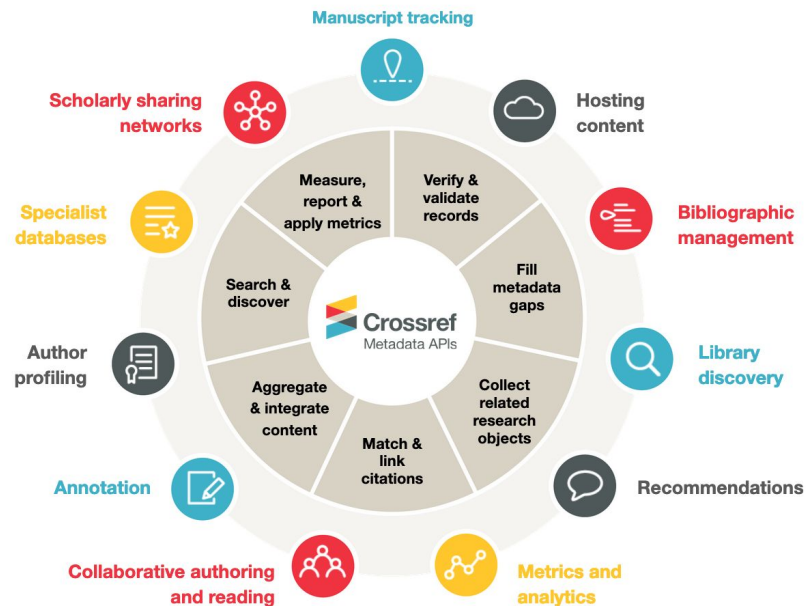 Manuscript tracking
Hosting
content
Bibliographic
management
Library
discovery
Recommendations
Metrics and
analytics
Collaborative authoring
and reading
Annotation
Author
profiling
Specialist
databases
Scholarly sharing
networks
Verify &
validate
records
Fill
metadata
gaps
Collect
related
research
objects
Match &
link
citations
Aggregate
& integrate
content
Search &
discover
Measure,
report &
apply metrics
Crossref
Metadata APIs